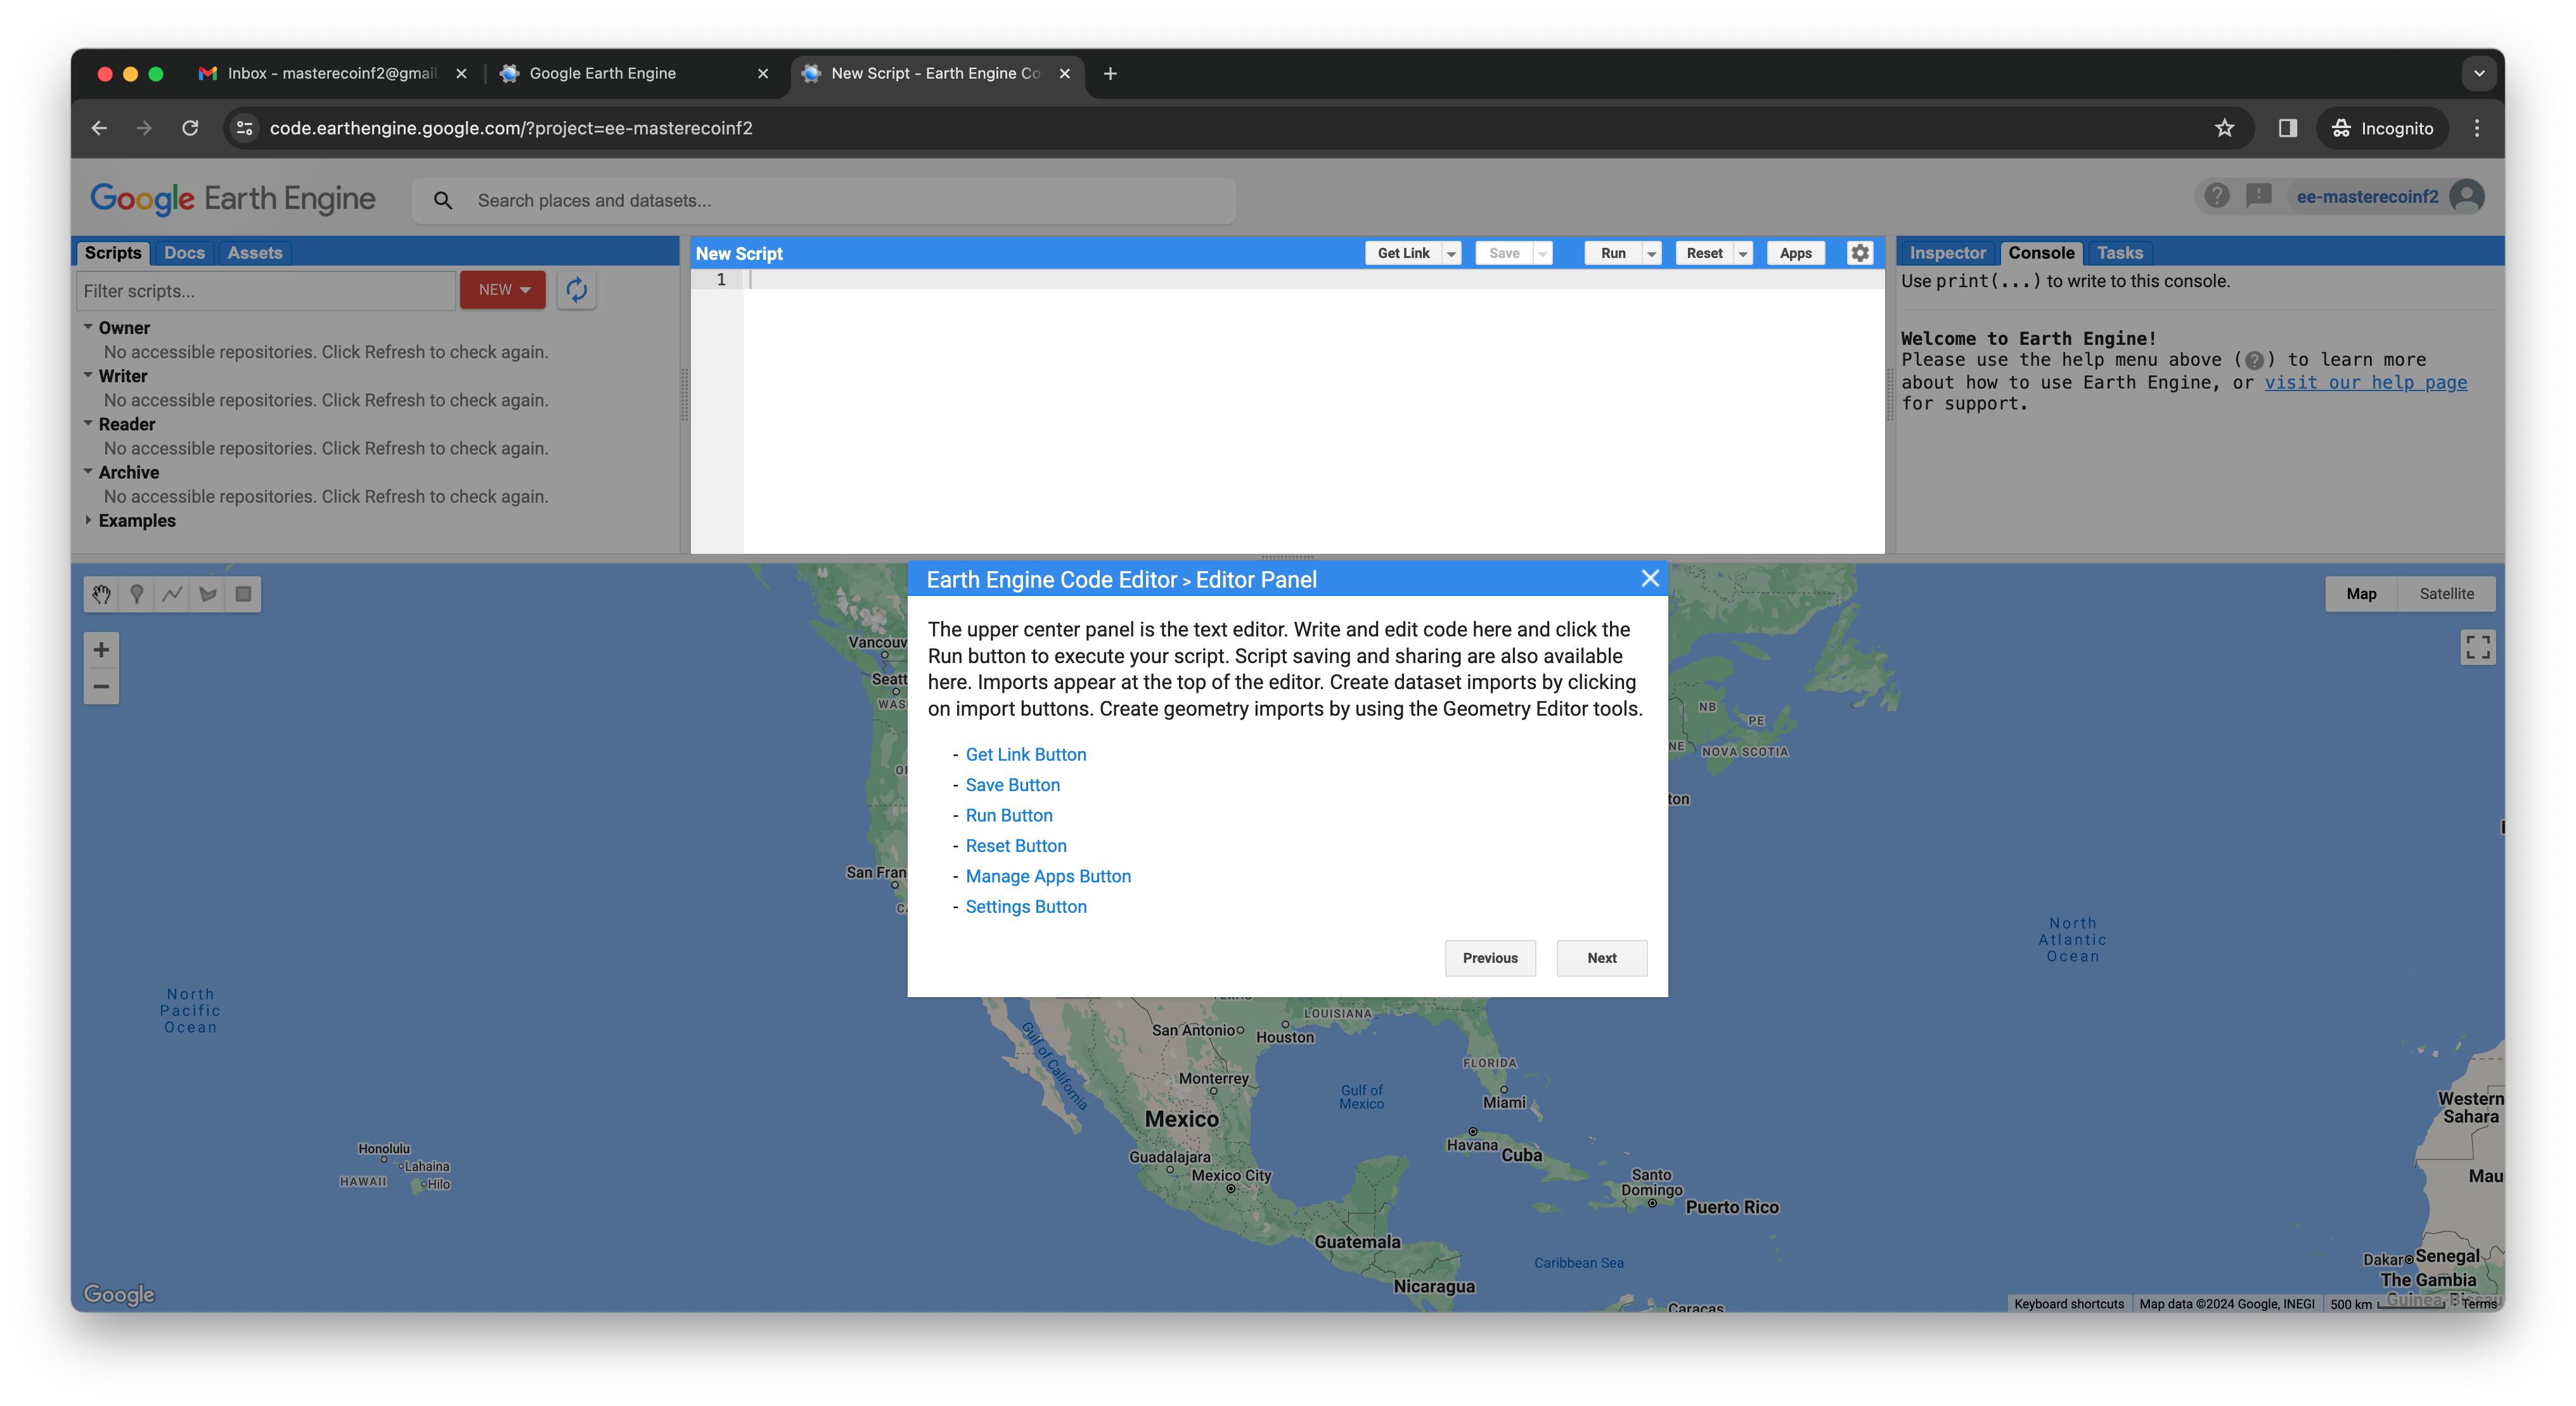 Inbox - masterecoinf2@gmail
Google Earth Engine
New Script - Earth Engine Co
code.earthengine.google.com/?project=ee-masterecoinf2
Incognito
Google Earth Engine
Search places and datasets...
ee-masterecoinf2
Scripts Docs Assets
Filter scripts...
NEW
Owner
No accessible repositories. Click Refresh to check again.
Writer
No accessible repositories. Click Refresh to check again.
Reader
No accessible repositories. Click Refresh to check again.
Archive
No accessible repositories. Click Refresh to check again.
Examples
New Script
Get Link Save Run Reset Apps
1
Inspector Console Tasks
Use print(...) to write to this console.
Welcome to Earth Engine!
Please use the help menu above (?) to learn more
about how to use Earth Engine, or visit our help page
for support.
Earth Engine Code Editor > Editor Panel
The upper center panel is the text editor. Write and edit code here and click the
Run button to execute your script. Script saving and sharing are also available
here. Imports appear at the top of the editor. Create dataset imports by clicking
on import buttons. Create geometry imports by using the Geometry Editor tools.
- Get Link Button
- Save Button
- Run Button
- Reset Button
- Manage Apps Button
- Settings Button
Previous Next
Map Satellite
Vancouv
Seatt
WAS
San Fran
NB
PE
NE
NOVA SCOTIA
ton
North
Atlantic
Ocean
North
Pacific
Ocean
LOUISIANA
San Antonio
Houston
Gulf of California
FLORIDA
Monterrey
Gulf of
Mexico
Miami
Mexico
Western
Sahara
Havana
Cuba
Honolulu
Lahaina
HAWAII
Hilo
Guadalajara
Mexico City
Santo
Domingo
Puerto Rico
Mau
Guatemala
Caribbean Sea
Dakar
Senegal
The Gambia
Nicaragua
Caracas
Google
Keyboard shortcuts
Map data ©2024 Google, INEGI
500 km
Terms